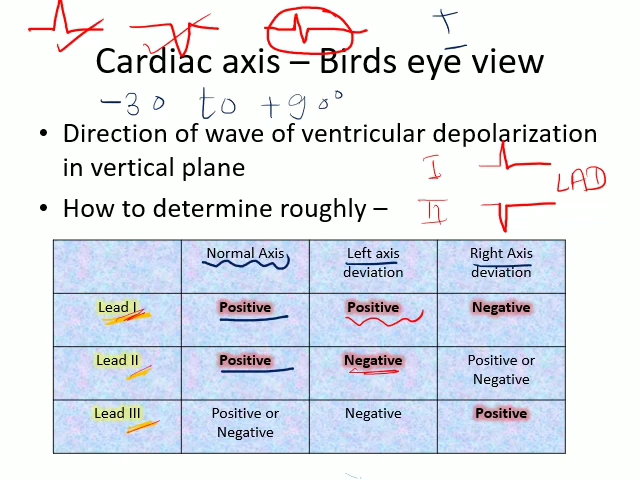 +
Cardiac axis – Birds eye view
-30 to +90°
• Direction of wave of ventricular depolarization
in vertical plane
I
LAD
• How to determine roughly –
II
Normal Axis Left axis deviation Right Axis deviation
Lead I Positive Positive Negative
Lead II Positive Negative Positive or Negative
Lead III Positive or Negative Negative Positive